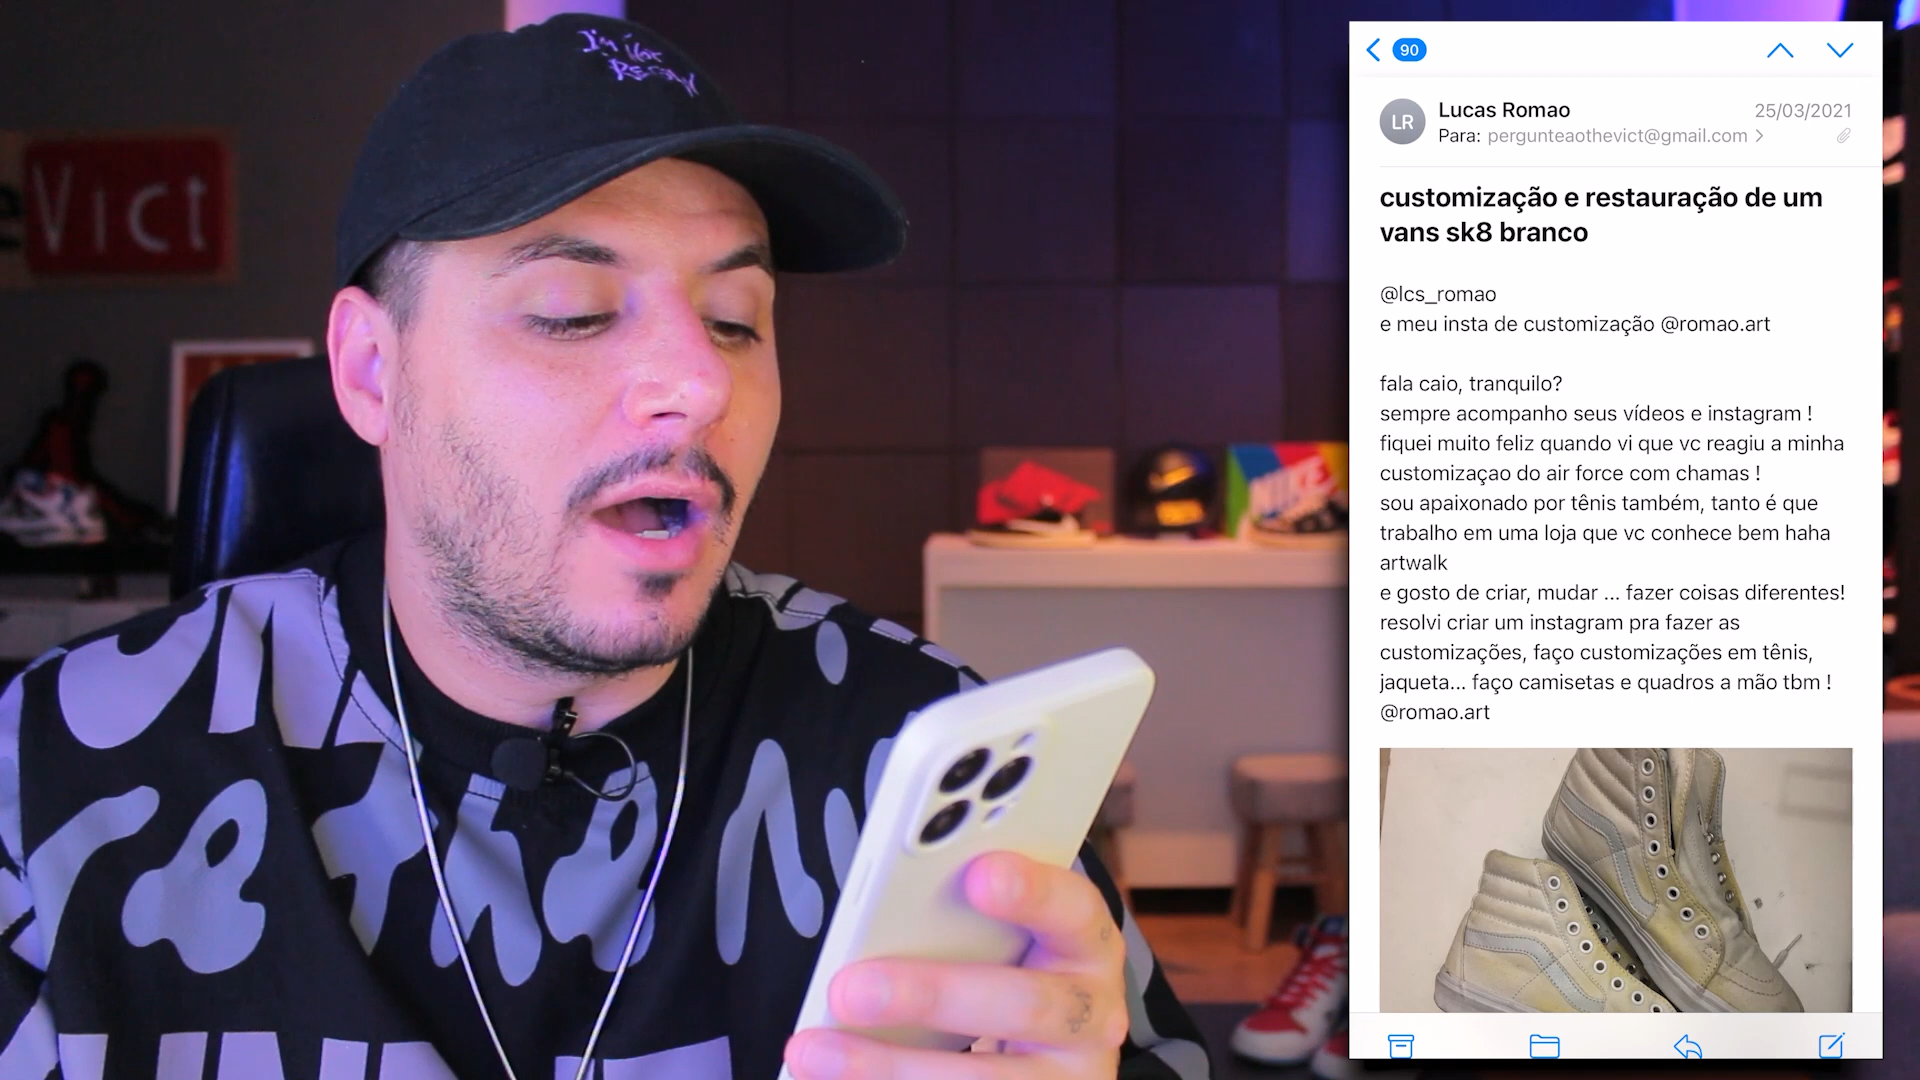 I'm Not
Vict
NIKE
90
Lucas Romao
25/03/2021
LR
Para: pergunteaothevict@gmail.com
customização e restauração de um
vans sk8 branco
@lcs_romao
e meu insta de customização @romao.art
fala caio, tranquilo?
sempre acompanho seus vídeos e instagram !
fiquei muito feliz quando vi que vc reagiu a minha
customizaçao do air force com chamas !
sou apaixonado por tênis também, tanto é que
trabalho em uma loja que vc conhece bem haha
artwalk
e gosto de criar, mudar ... fazer coisas diferentes!
resolvi criar um instagram pra fazer as
customizações, faço customizações em tênis,
jaqueta... faço camisetas e quadros a mão tbm !
@romao.art